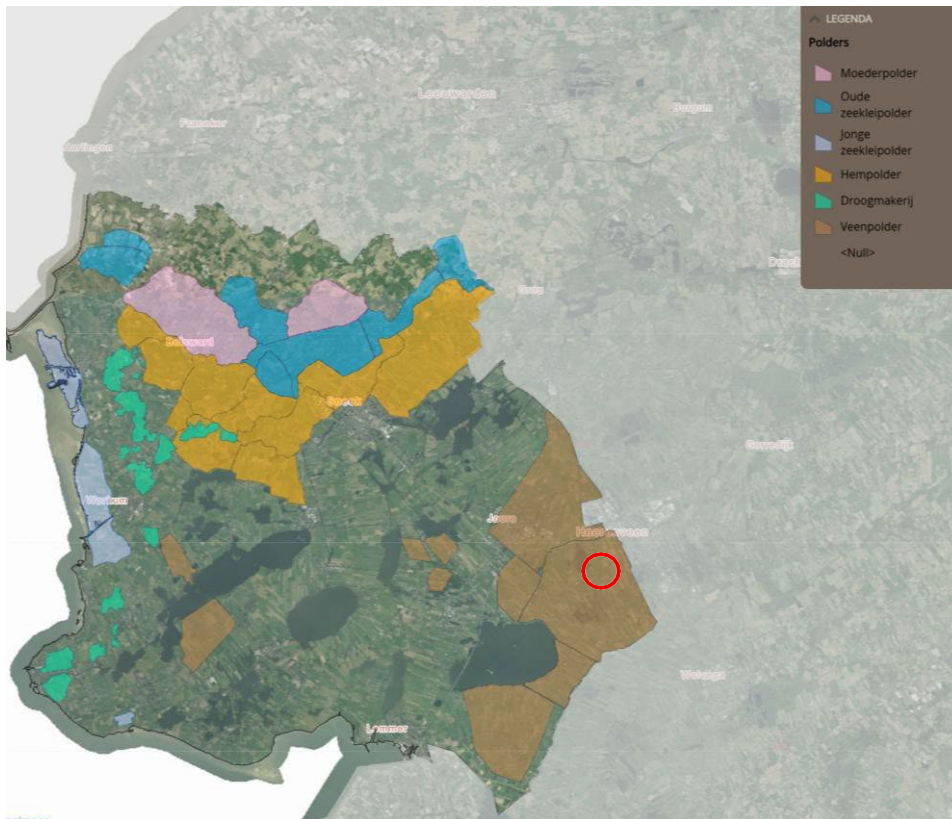 LEGENDA
Polders
Moederpolder
Oude
zeekleipolder
Jonge
zeekleipolder
Hempolder
Droogmakerij
Veenpolder
<Null>
Leeuwarden
Burgum
Franeker
Harlingen
Grou
Bolsward
Sneek
Gorredijk
Workum
Joure
Heerenveen
Wolvega
Lemmer